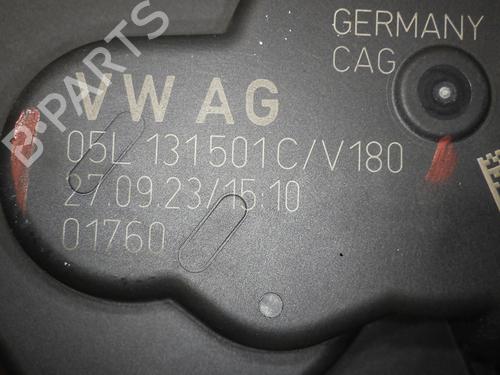 GERMANY
CAG
VW AG
05L 131501C/V180
27.09.23/15:10
01760
B-PARTS